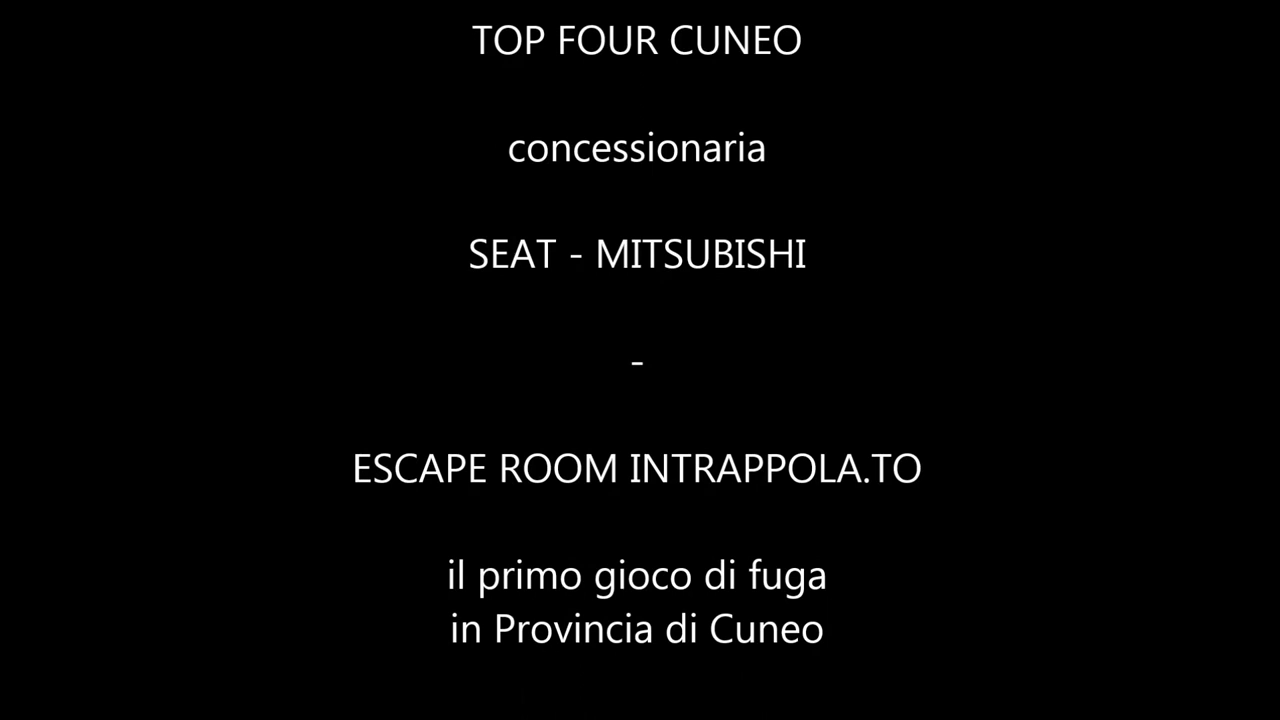 TOP FOUR CUNEO
concessionaria
SEAT - MITSUBISHI
-
ESCAPE ROOM INTRAPPOLA.TO
il primo gioco di fuga
in Provincia di Cuneo